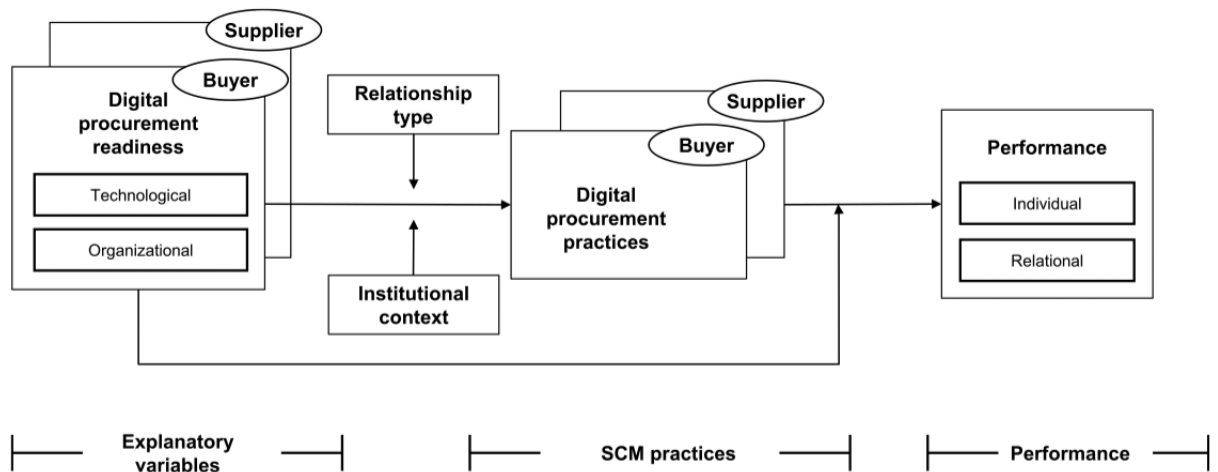 Supplier
Buyer
Digital
procurement
readiness
Technological
Organizational
Relationship
type
Institutional
context
Supplier
Buyer
Digital
procurement
practices
Performance
Individual
Relational
Explanatory
variables
SCM practices
Performance